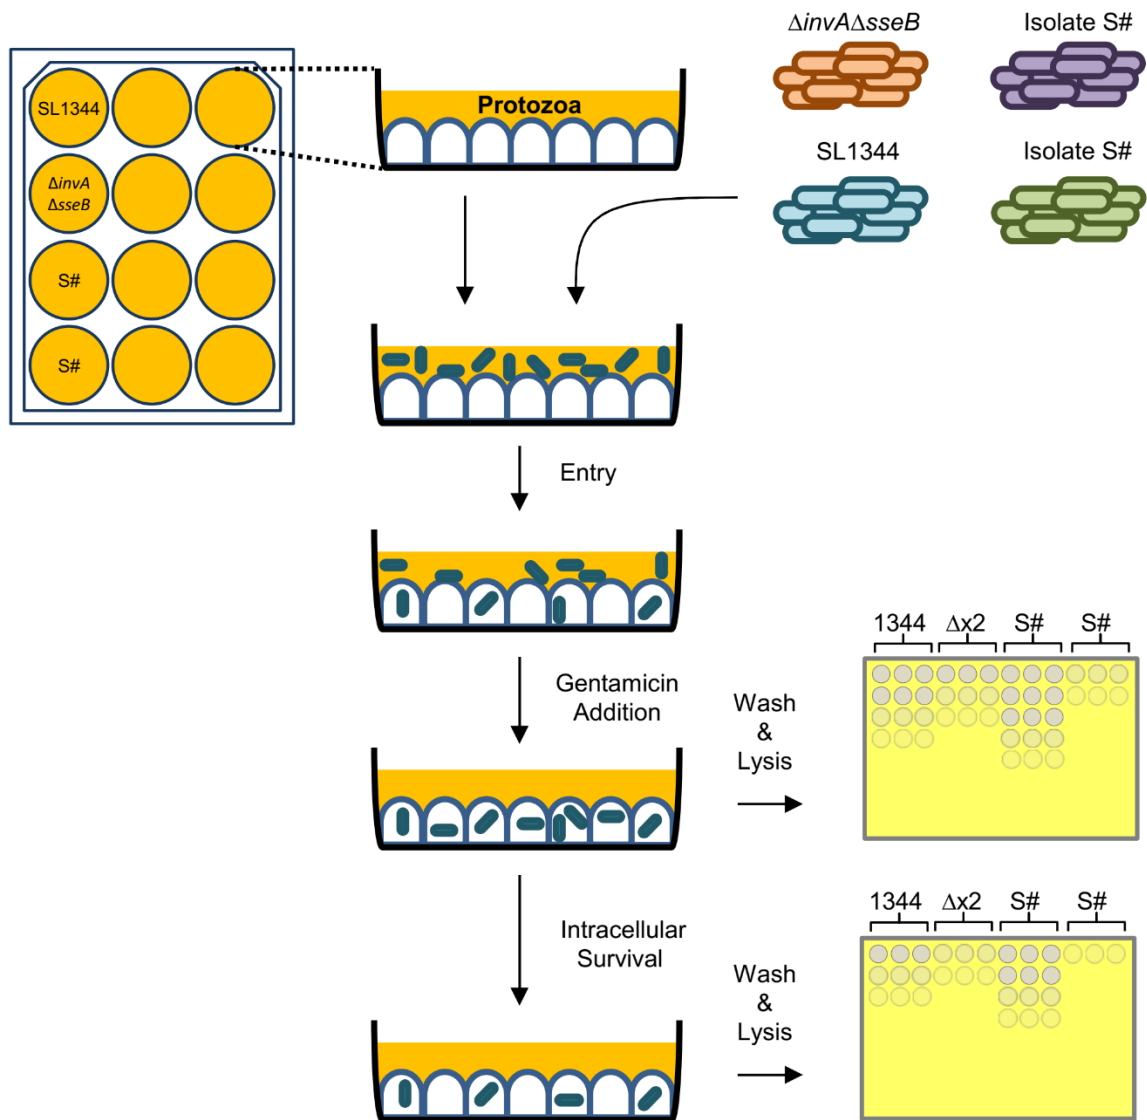 ΔinvAΔsseB
Isolate S#
SL1344
Protozoa
SL1344
Isolate S#
ΔinvA
ΔsseB
S#
S#
Entry
1344
Δx2
S#
S#
Gentamicin
Addition
Wash
&
Lysis
1344
Δx2
S#
S#
Intracellular
Survival
Wash
&
Lysis